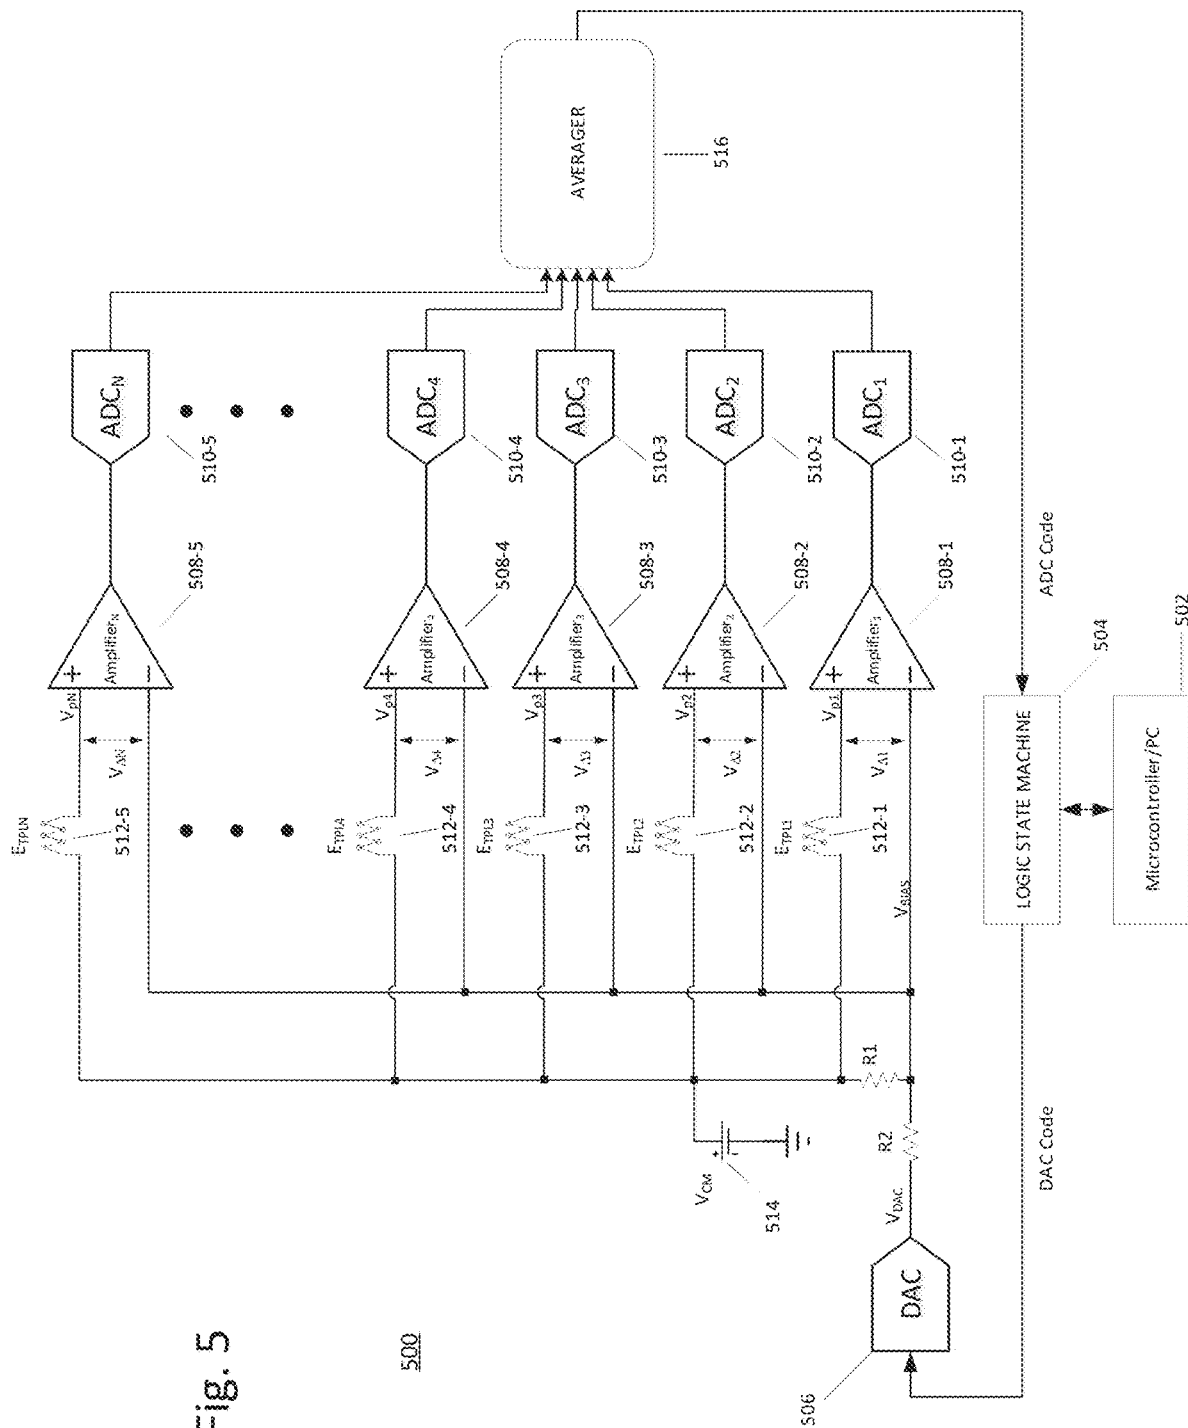 Fig. 5
500
506
DAC
V_DAC
R2
R1
V_CM
514
+
-
DAC Code
V_BIAS
E_TPLN
512-5
V_ΔN
V_pN
+
-
Amplifier_N
508-5
510-5
ADC_N
E_TPL4
512-4
V_Δ4
V_p4
+
-
508-4
510-4
ADC_4
E_TPL3
512-3
V_Δ3
V_p3
+
-
Amplifier_3
508-3
510-3
ADC_3
E_TPL2
512-2
V_Δ2
V_p2
+
-
Amplifier_2
508-2
510-2
ADC_2
E_TPL1
512-1
V_Δ1
V_p1
+
-
508-1
510-1
ADC_1
AVERAGER
516
ADC Code
LOGIC STATE MACHINE
504
Microcontroller/PC
502